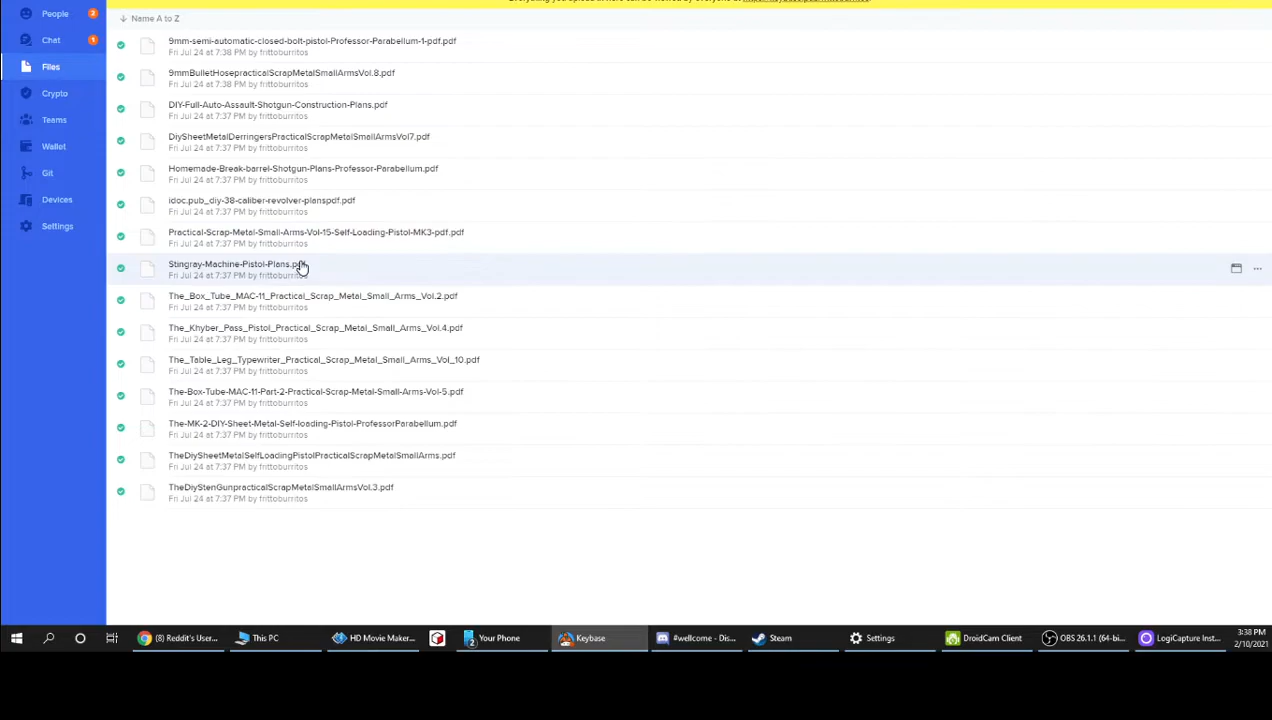 People 3
Chat 1
Files
Crypto
Teams
Wallet
Git
Devices
Settings
Name A to Z
9mm-semi-automatic-closed-bolt-pistol-Professor-Parabellum-1-pdf.pdf
Fri Jul 24 at 7:38 PM by frittoburritos
9mmBulletHosepracticalScrapMetalSmallArmsVol.8.pdf
Fri Jul 24 at 7:38 PM by frittoburritos
DIY-Full-Auto-Assault-Shotgun-Construction-Plans.pdf
Fri Jul 24 at 7:37 PM by frittoburritos
DiySheetMetalDerringersPracticalScrapMetalSmallArmsVol7.pdf
Fri Jul 24 at 7:37 PM by frittoburritos
Homemade-Break-barrel-Shotgun-Plans-Professor-Parabellum.pdf
Fri Jul 24 at 7:37 PM by frittoburritos
idoc.pub_diy-38-caliber-revolver-planspdf.pdf
Fri Jul 24 at 7:37 PM by frittoburritos
Practical-Scrap-Metal-Small-Arms-Vol-15-Self-Loading-Pistol-MK3-pdf.pdf
Fri Jul 24 at 7:37 PM by frittoburritos
Stingray-Machine-Pistol-Plans.pdf
Fri Jul 24 at 7:37 PM by frittoburritos
The_Box_Tube_MAC-11_Practical_Scrap_Metal_Small_Arms_Vol.2.pdf
Fri Jul 24 at 7:37 PM by frittoburritos
The_Khyber_Pass_Pistol_Practical_Scrap_Metal_Small_Arms_Vol.4.pdf
Fri Jul 24 at 7:37 PM by frittoburritos
The_Table_Leg_Typewriter_Practical_Scrap_Metal_Small_Arms_Vol_10.pdf
Fri Jul 24 at 7:37 PM by frittoburritos
The-Box-Tube-MAC-11-Part-2-Practical-Scrap-Metal-Small-Arms-Vol-5.pdf
Fri Jul 24 at 7:37 PM by frittoburritos
The-MK-2-DIY-Sheet-Metal-Self-loading-Pistol-ProfessorParabellum.pdf
Fri Jul 24 at 7:37 PM by frittoburritos
TheDiySheetMetalSelfLoadingPistolPracticalScrapMetalSmallArms.pdf
Fri Jul 24 at 7:37 PM by frittoburritos
TheDiyStenGunpracticalScrapMetalSmallArmsVol.3.pdf
Fri Jul 24 at 7:37 PM by frittoburritos
(8) Reddit's User... This PC HD Movie Maker... Your Phone 2 Keybase #wellcome - Dis... Steam Settings DroidCam Client OBS 26.1.1 (64-bi... LogiCapture Inst... 3:38 PM
2/10/2021